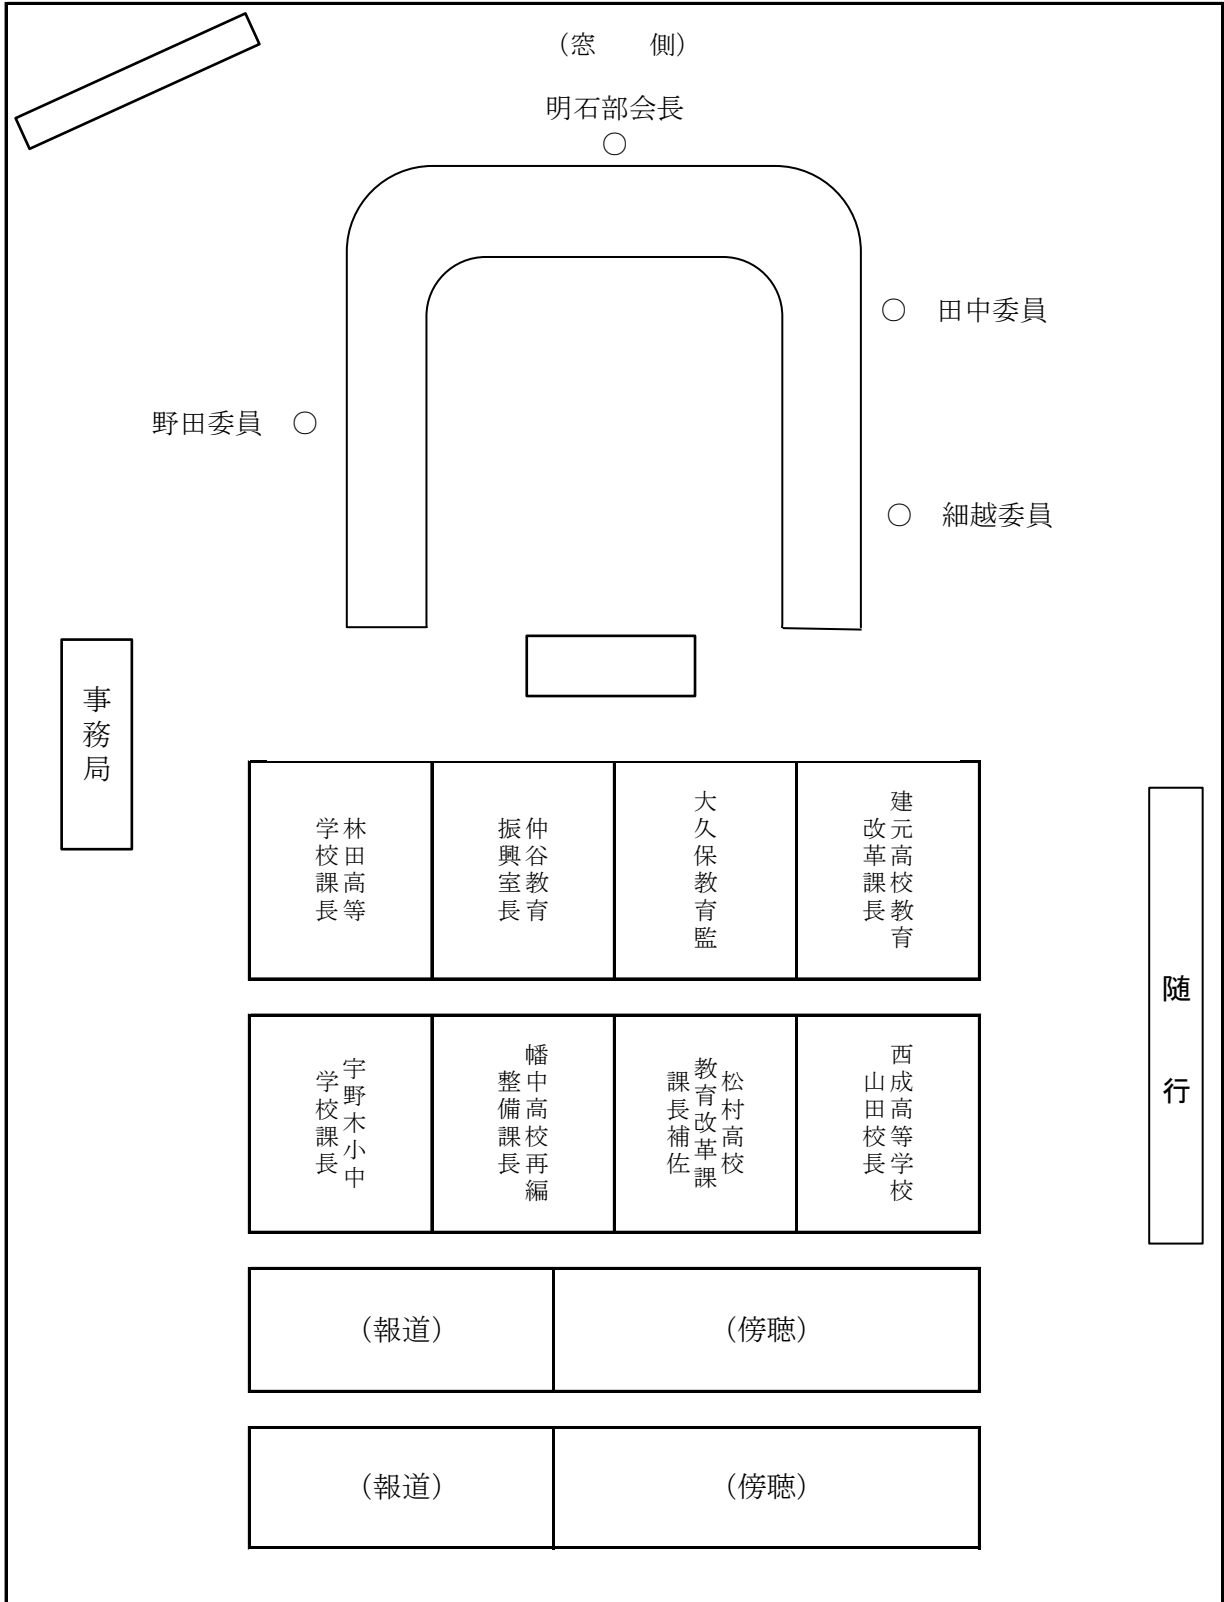 （窓　　側）
明石部会長
○
○　田中委員
野田委員　○
○　細越委員
事務局
林田高等
学校課長
仲谷教育
振興室長
大久保教育監
建元高校教育
改革課長
随　行
宇野木小中
学校課長
幡中高校再編
整備課長
松村高校
教育改革課
課長補佐
西成高等学校
山田校長
（報道）
（傍聴）
（報道）
（傍聴）